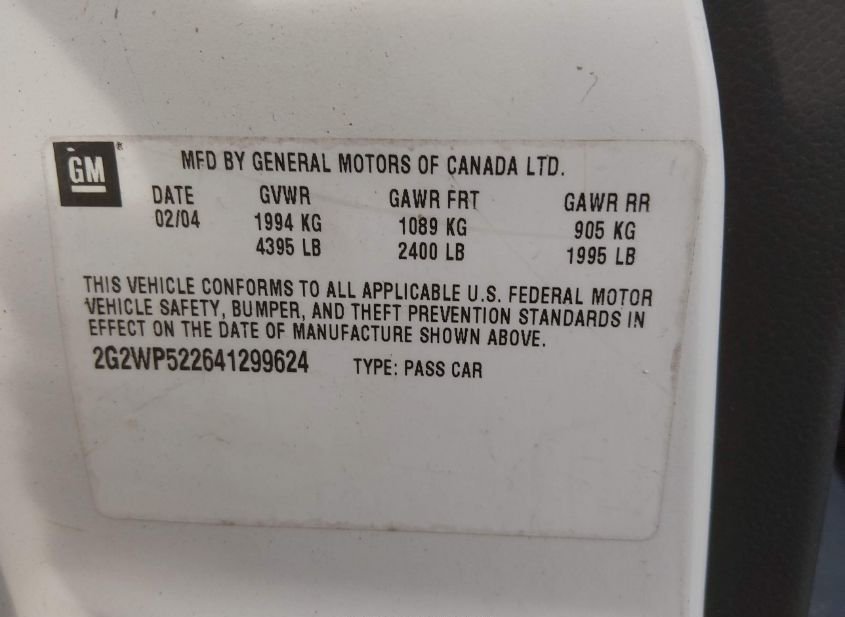 GM®
MFD BY GENERAL MOTORS OF CANADA LTD.
DATE GVWR GAWR FRT GAWR RR
02/04 1994 KG 1089 KG 905 KG
4395 LB 2400 LB 1995 LB
THIS VEHICLE CONFORMS TO ALL APPLICABLE U.S. FEDERAL MOTOR
VEHICLE SAFETY, BUMPER, AND THEFT PREVENTION STANDARDS IN
EFFECT ON THE DATE OF MANUFACTURE SHOWN ABOVE.
2G2WP522641299624 TYPE: PASS CAR